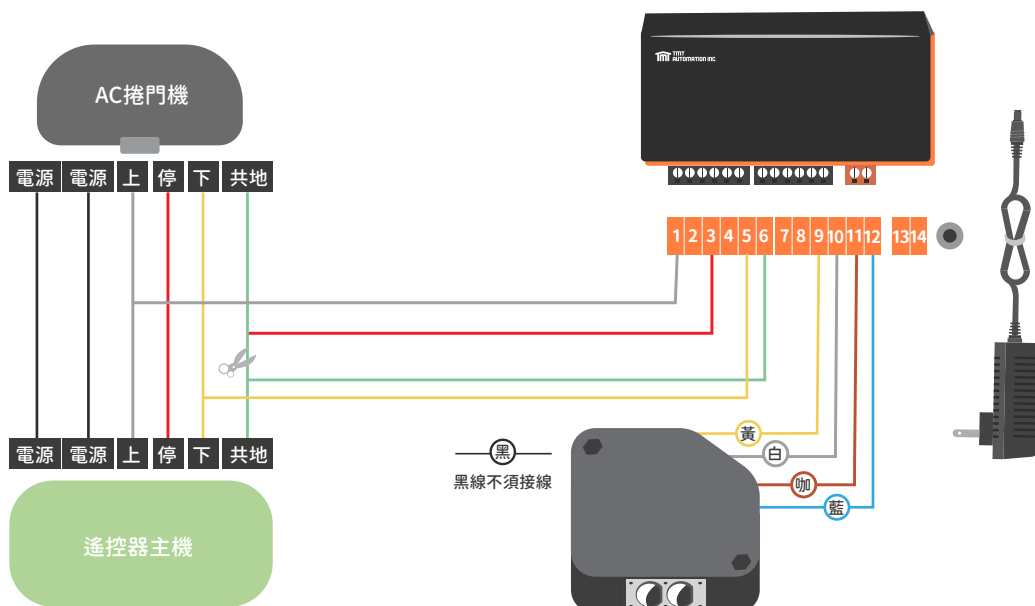 TMT
AUTOMATION INC.
AC捲門機
電源 電源 上 停 下 共地
1 2 3 4 5 6 7 8 9 10 11 12 13 14
電源 電源 上 停 下 共地
遙控器主機
黑
黑線不須接線
黃
白
咖
藍